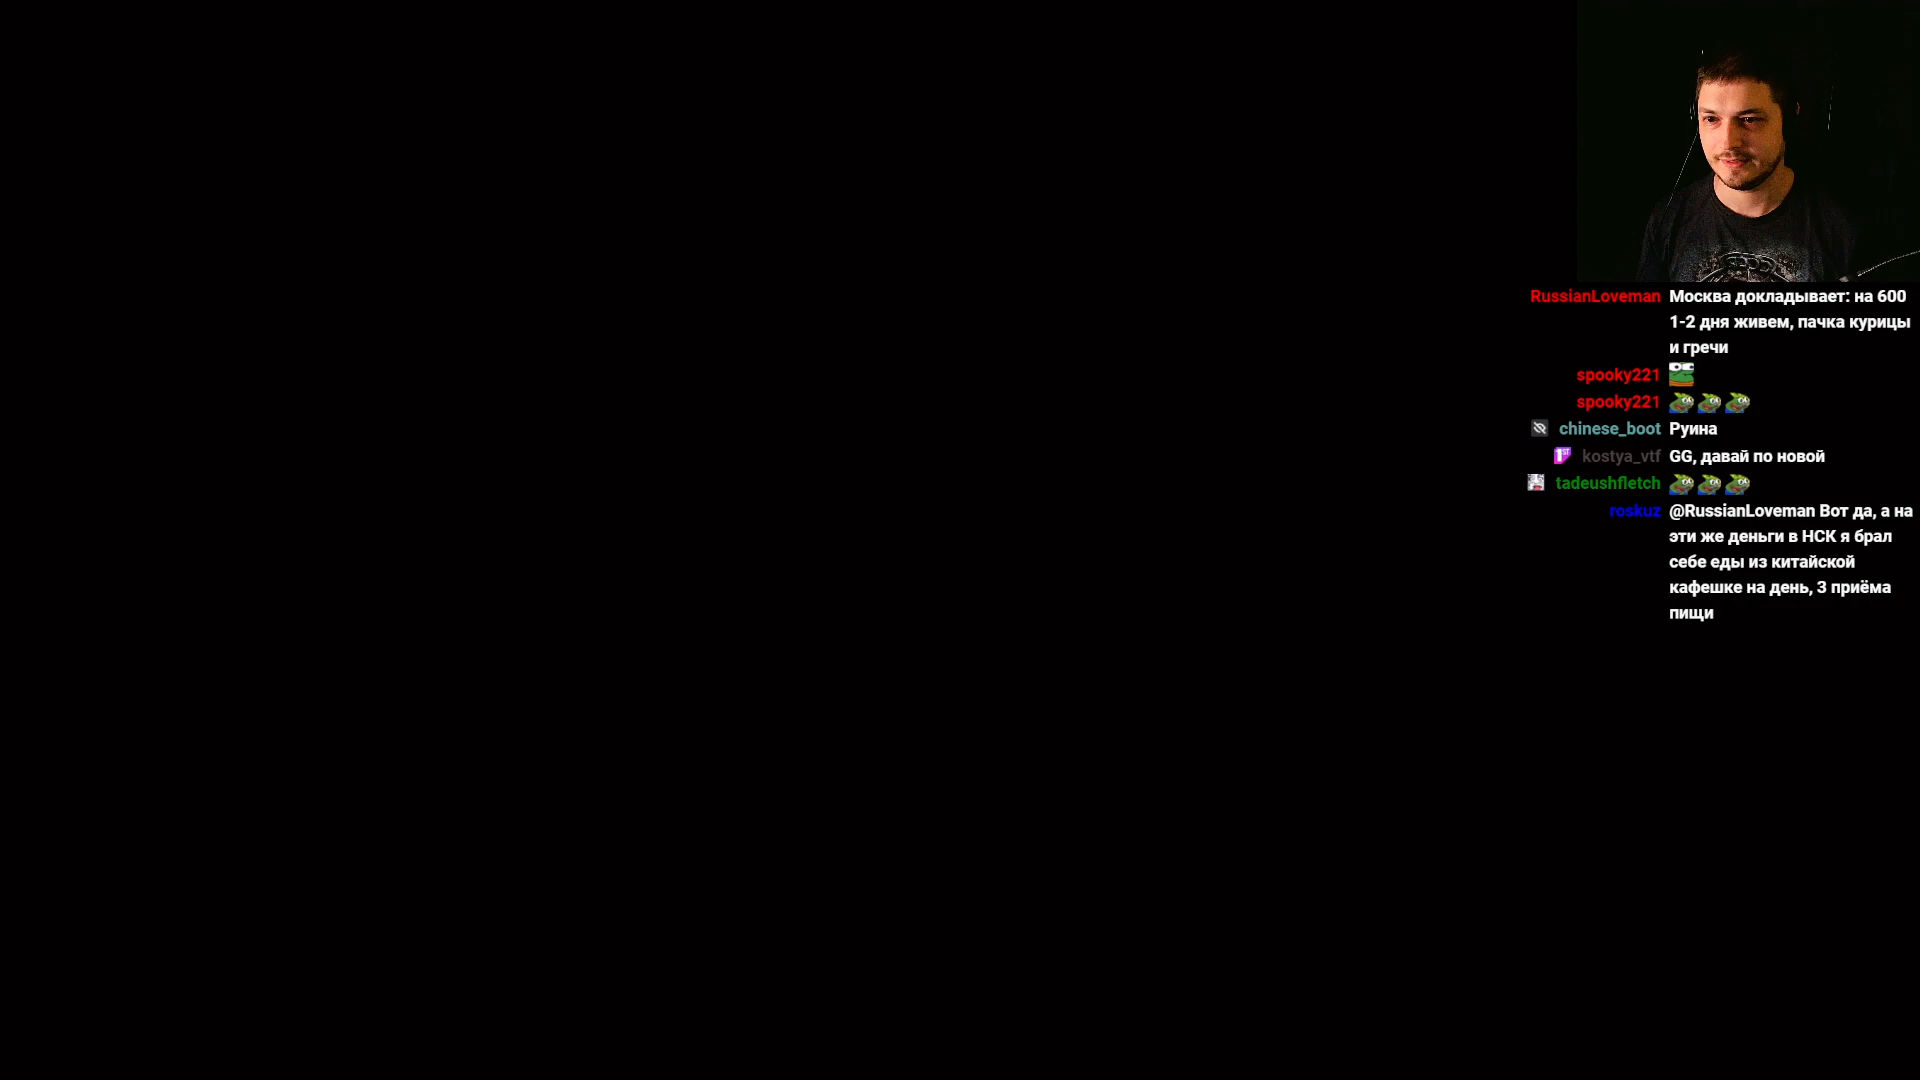 RussianLoveman Москва докладывает: на 600
1-2 дня живем, пачка курицы
и гречи
spooky221
spooky221
chinese_boot Руина
kostya_vtf GG, давай по новой
tadeushfletch
roskuz @RussianLoveman Вот да, а на
эти же деньги в НСК я брал
себе еды из китайской
кафешке на день, 3 приёма
пищи